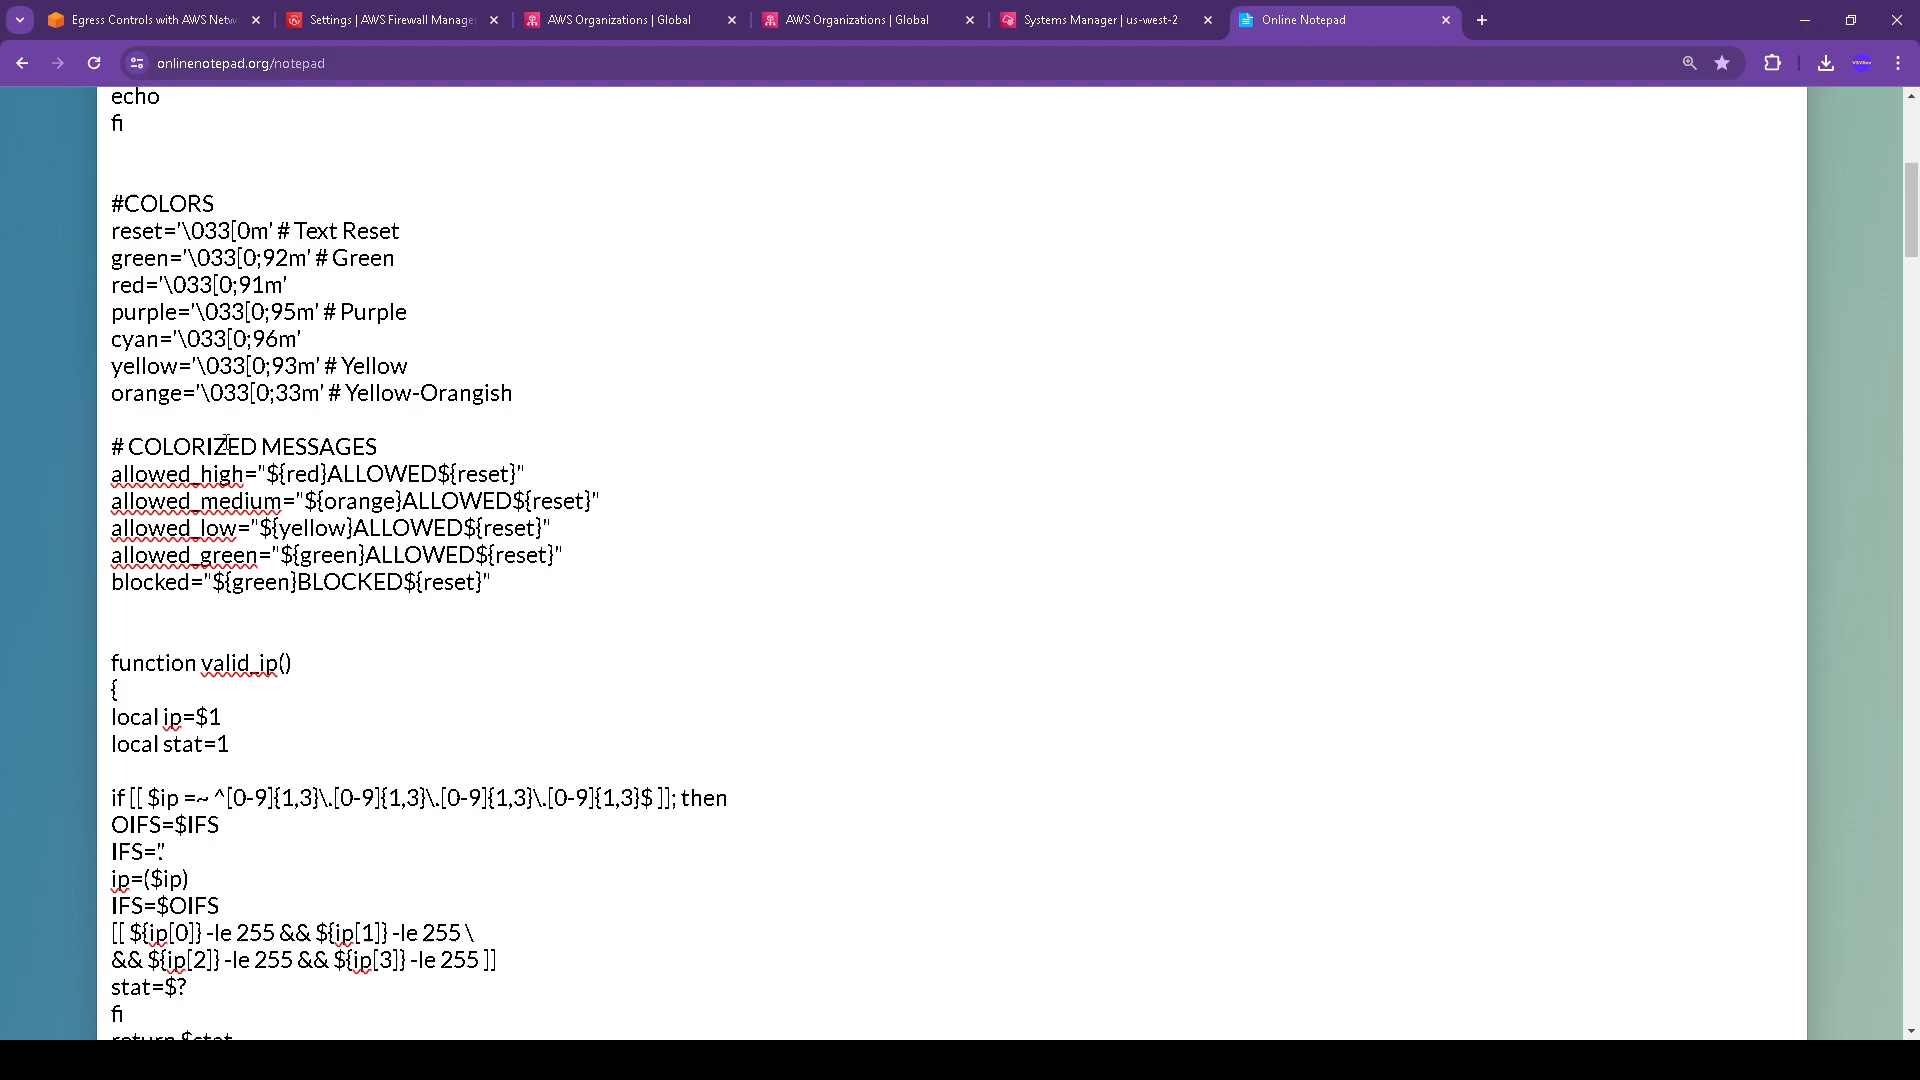 Egress Controls with AWS Netw
Settings | AWS Firewall Manage
AWS Organizations | Global
AWS Organizations | Global
Systems Manager | us-west-2
Online Notepad
onlinenotepad.org/notepad
echo
fi
#COLORS
reset='\033[0m' # Text Reset
green='\033[0;92m' # Green
red='\033[0;91m'
purple='\033[0;95m' # Purple
cyan='\033[0;96m'
yellow='\033[0;93m' # Yellow
orange='\033[0;33m' # Yellow-Orangish
# COLORIZED MESSAGES
allowed_high="${red}ALLOWED${reset}"
allowed_medium="${orange}ALLOWED${reset}"
allowed_low="${yellow}ALLOWED${reset}"
allowed_green="${green}ALLOWED${reset}"
blocked="${green}BLOCKED${reset}"
function valid_ip()
{
local ip=$1
local stat=1
if [[ $ip =~ ^[0-9]{1,3}\.[0-9]{1,3}\.[0-9]{1,3}\.[0-9]{1,3}$ ]]; then
OIFS=$IFS
IFS='.'
ip=($ip)
IFS=$OIFS
[[ ${ip[0]} -le 255 && ${ip[1]} -le 255 \
&& ${ip[2]} -le 255 && ${ip[3]} -le 255 ]]
stat=$?
fi
return $stat